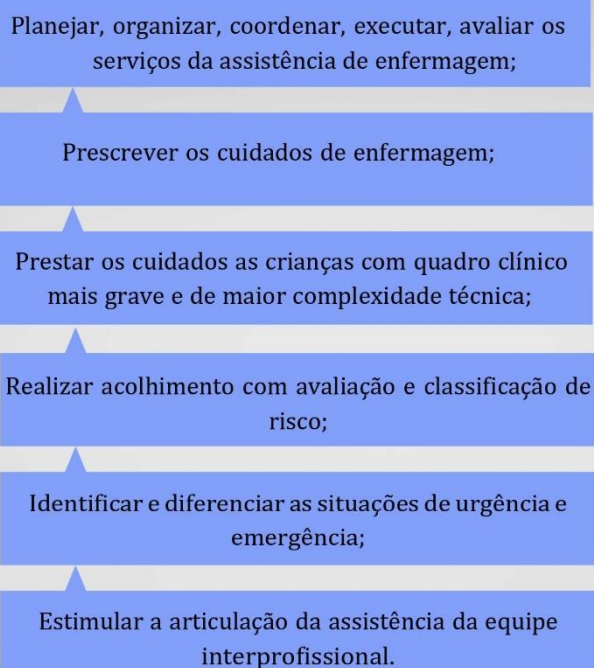 Planejar, organizar, coordenar, executar, avaliar os
serviços da assistência de enfermagem;
Prescrever os cuidados de enfermagem;
Prestar os cuidados as crianças com quadro clínico
mais grave e de maior complexidade técnica;
Realizar acolhimento com avaliação e classificação de
risco;
Identificar e diferenciar as situações de urgência e
emergência;
Estimular a articulação da assistência da equipe
interprofissional.